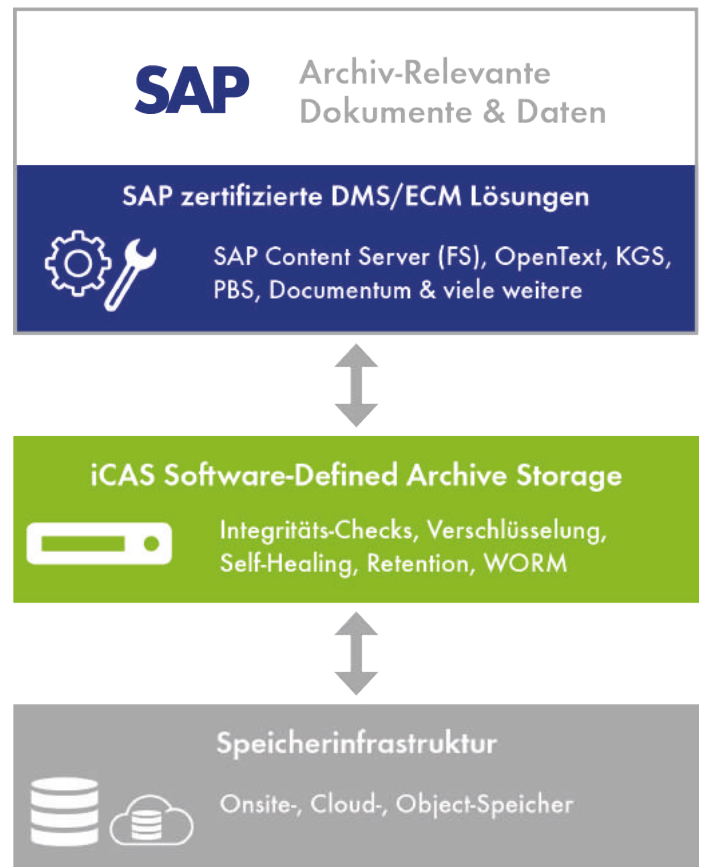 SAP
Archiv-Relevante
Dokumente & Daten
SAP zertifizierte DMS/ECM Lösungen
SAP Content Server (FS), OpenText, KGS,
PBS, Documentum & viele weitere
iCAS Software-Defined Archive Storage
Integritäts-Checks, Verschlüsselung,
Self-Healing, Retention, WORM
Speicherinfrastruktur
Onsite-, Cloud-, Object-Speicher